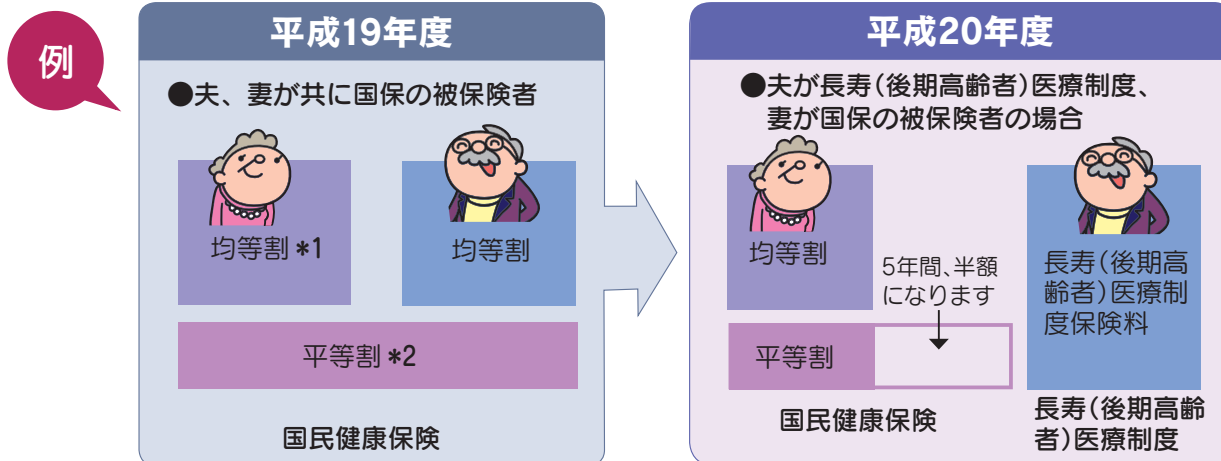 例
平成19年度
●夫、妻が共に国保の被保険者
均等割*1
均等割
平等割*2
国民健康保険
平成20年度
●夫が長寿(後期高齢者)医療制度、
妻が国保の被保険者の場合
均等割
5年間、半額
になります
平等割
国民健康保険
長寿(後期高
齢者)医療制
度保険料
長寿(後期高齢
者)医療制度